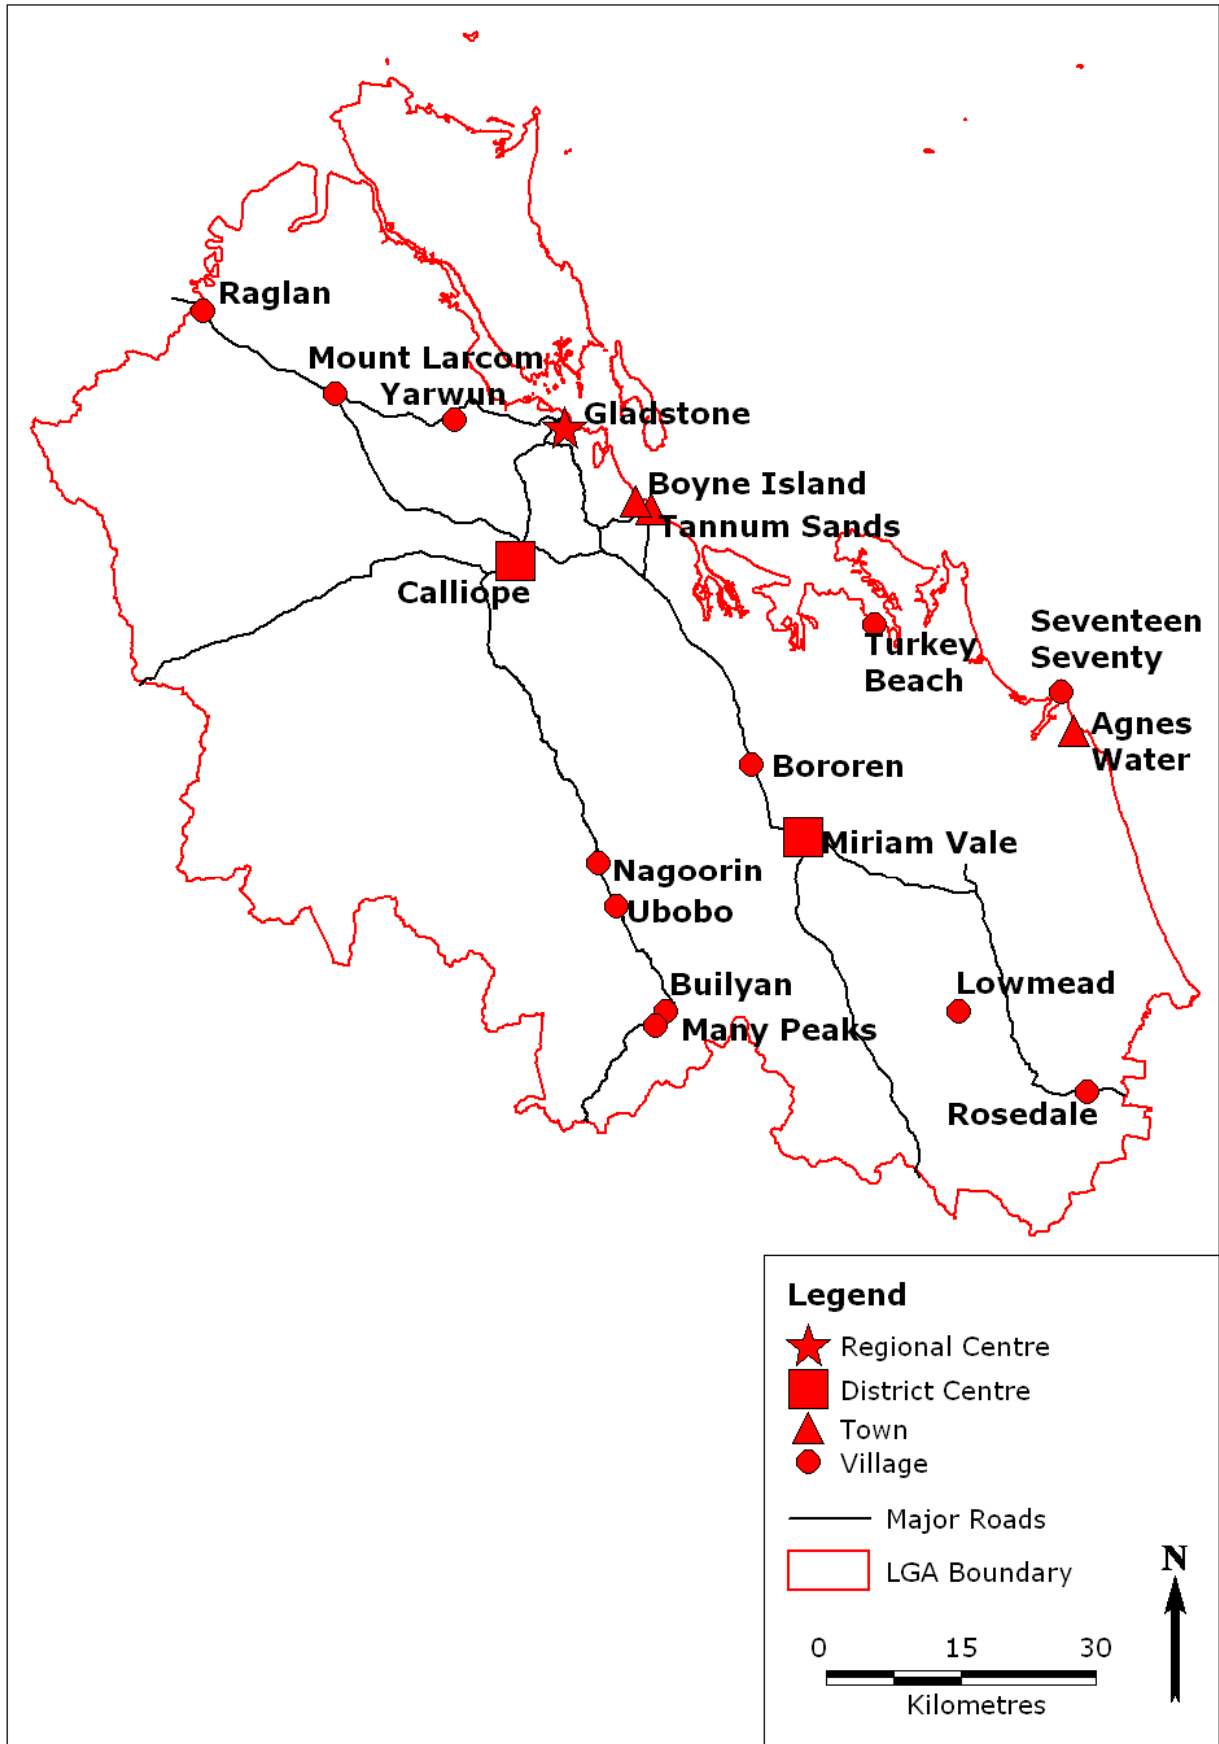 Raglan
Mount Larcom
Yarwun
Gladstone
Boyne Island
Tannum Sands
Calliope
Turkey
Beach
Seventeen
Seventy
Agnes
Water
Bororen
Miriam Vale
Nagoorin
Ubobo
Builyan
Many Peaks
Lowmead
Rosedale
Legend
Regional Centre
District Centre
Town
Village
Major Roads
LGA Boundary
N
0 15 30
Kilometres